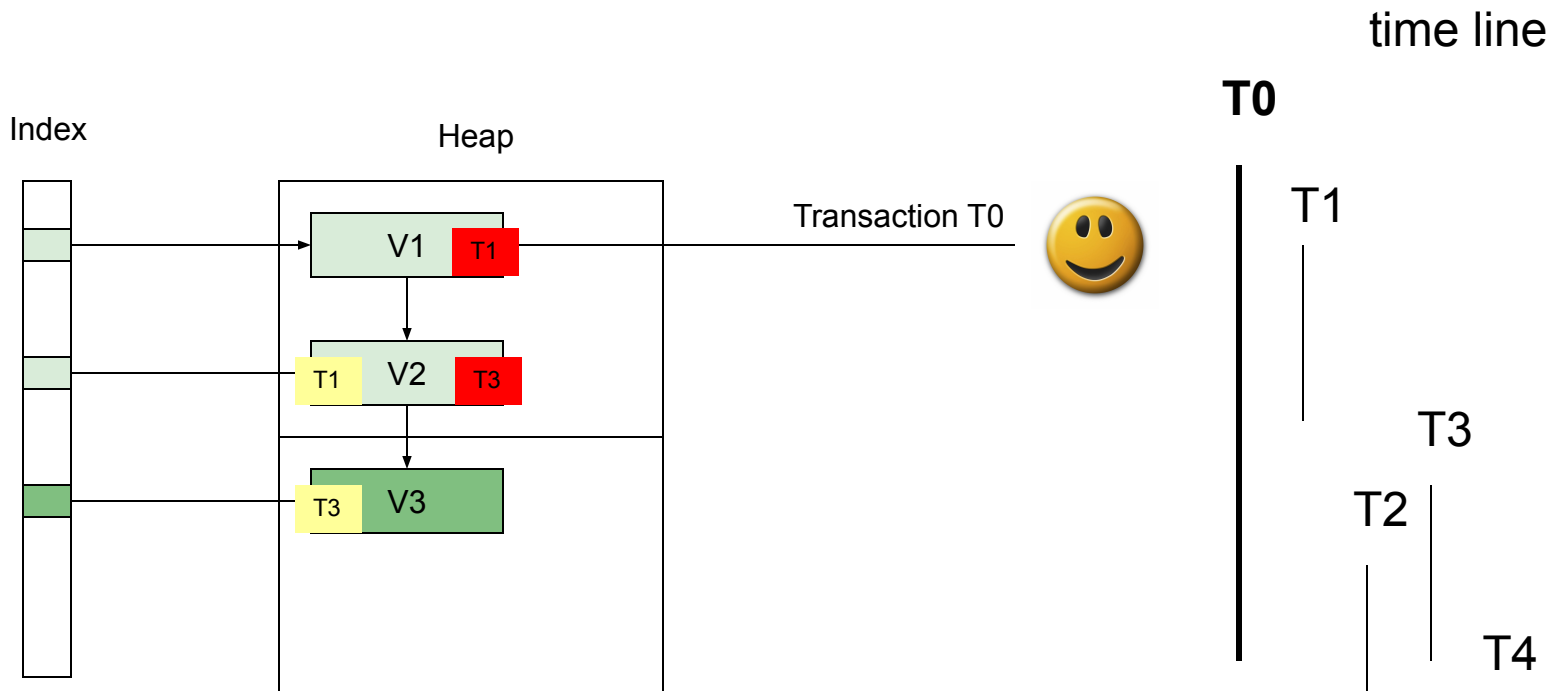 time line
T0
Index
Heap
T1
Transaction T0
V1
T1
T1
V2
T3
T3
T2
T3
V3
T4